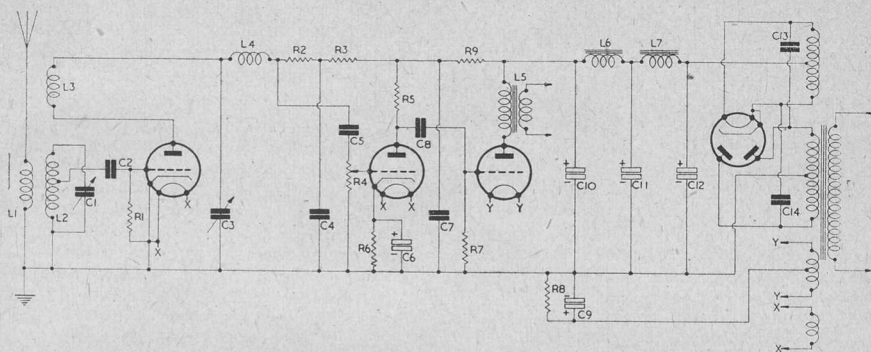 L1
L2
L3
C1
C2
R1
X
X
C3
L4
R2
R3
C4
C5
R4
R5
C8
X
X
R6
+
-
C6
C7
R7
R9
L5
Y
Y
L6
L7
+
-
C10
+
-
C11
+
-
C12
R8
-
+
C9
C13
C14
Y
Y
X
X